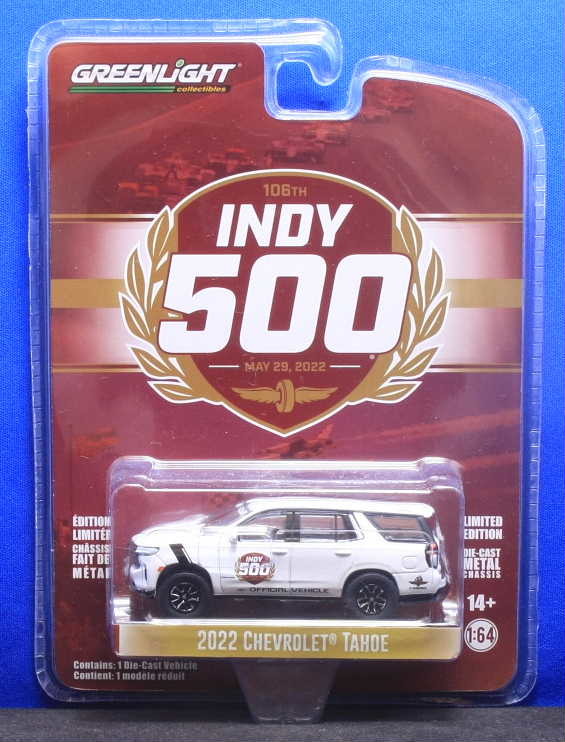 GREENLIGHT®
collectibles
106TH
INDY
500
MAY 29, 2022
ÉDITION
LIMITÉE
CHÂSSIS
FAIT DE
MÉTAL
LIMITED
EDITION
DIE-CAST
METAL
CHASSIS
14+
1:64
INDY
500
OFFICIAL VEHICLE
2022 CHEVROLET® TAHOE
Contains: 1 Die-Cast Vehicle
Contient: 1 modèle réduit